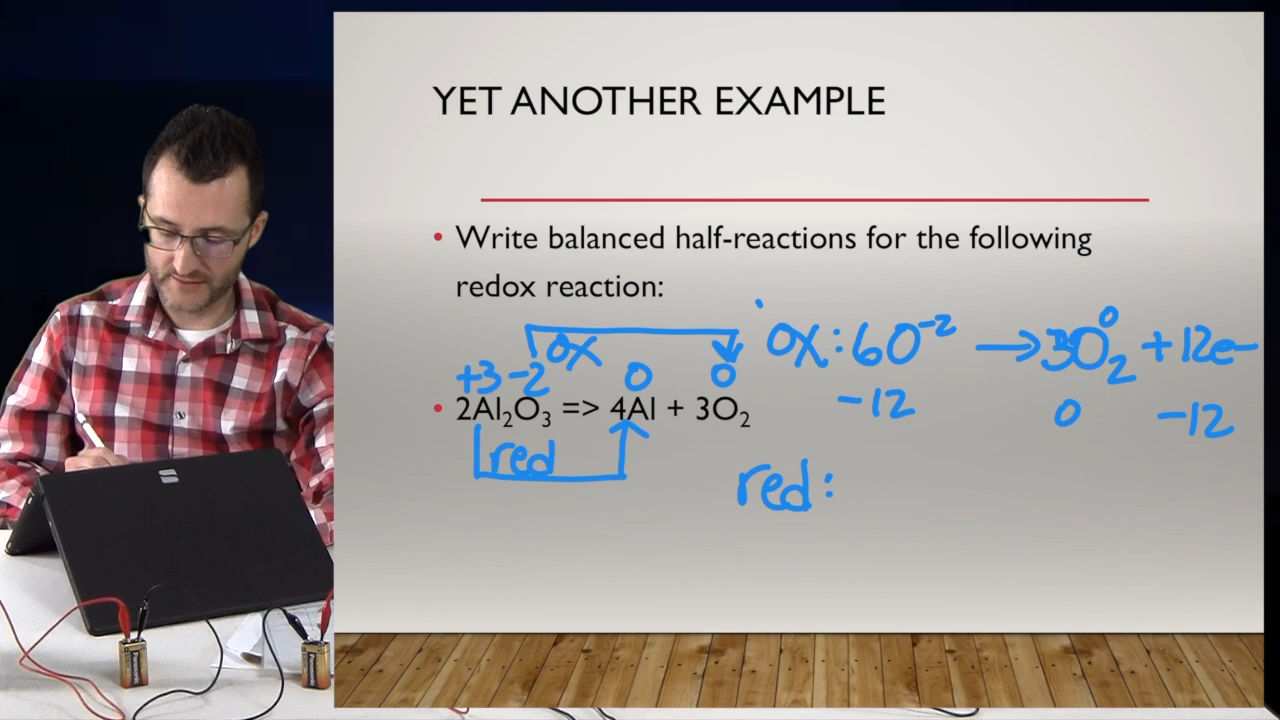 YET ANOTHER EXAMPLE
• Write balanced half-reactions for the following
redox reaction:
OX
+3 -2 0 0
• 2Al₂O₃ => 4Al + 3O₂
red
OX: 6O⁻² → 3O₂⁰ + 12e-
-12 0 -12
red: